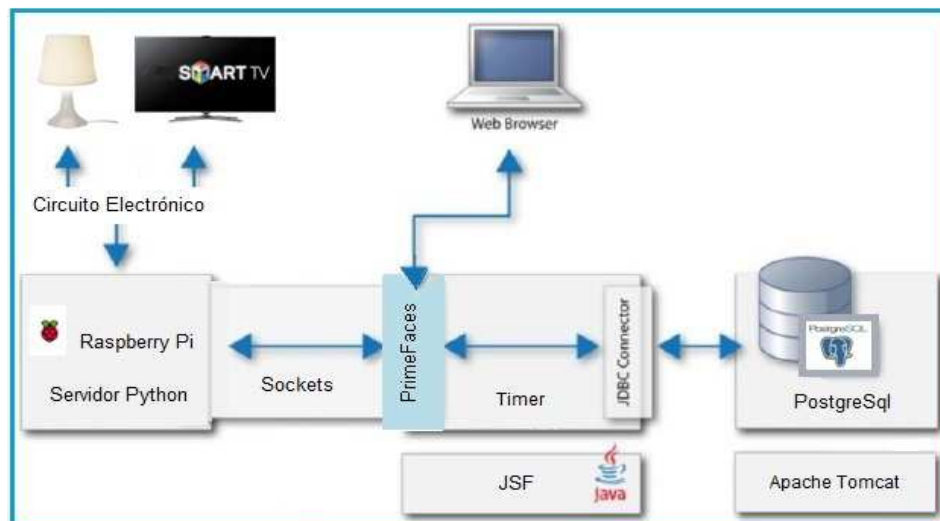 SMART TV
Web Browser
Circuito Electrónico
Raspberry Pi
Servidor Python
Sockets
PrimeFaces
Timer
JDBC Connector
PostgreSQL
PostgreSql
JSF
Java
Apache Tomcat